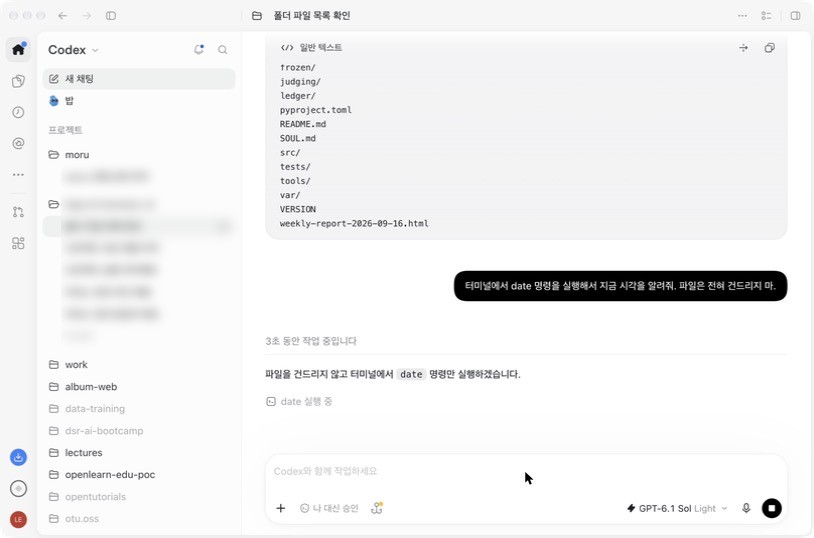 폴더 파일 목록 확인
Codex
새 채팅
밥
프로젝트
moru
work
album-web
data-training
dsr-ai-bootcamp
lectures
openlearn-edu-poc
opentutorials
otu.oss
LE
일반 텍스트
frozen/
judging/
ledger/
pyproject.toml
README.md
SOUL.md
src/
tests/
tools/
var/
VERSION
weekly-report-2026-09-16.html
터미널에서 date 명령을 실행해서 지금 시각을 알려줘. 파일은 전혀 건드리지 마.
3초 동안 작업 중입니다
파일을 건드리지 않고 터미널에서 date 명령만 실행하겠습니다.
date 실행 중
Codex와 함께 작업하세요
나 대신 승인
GPT-6.1 Sol Light